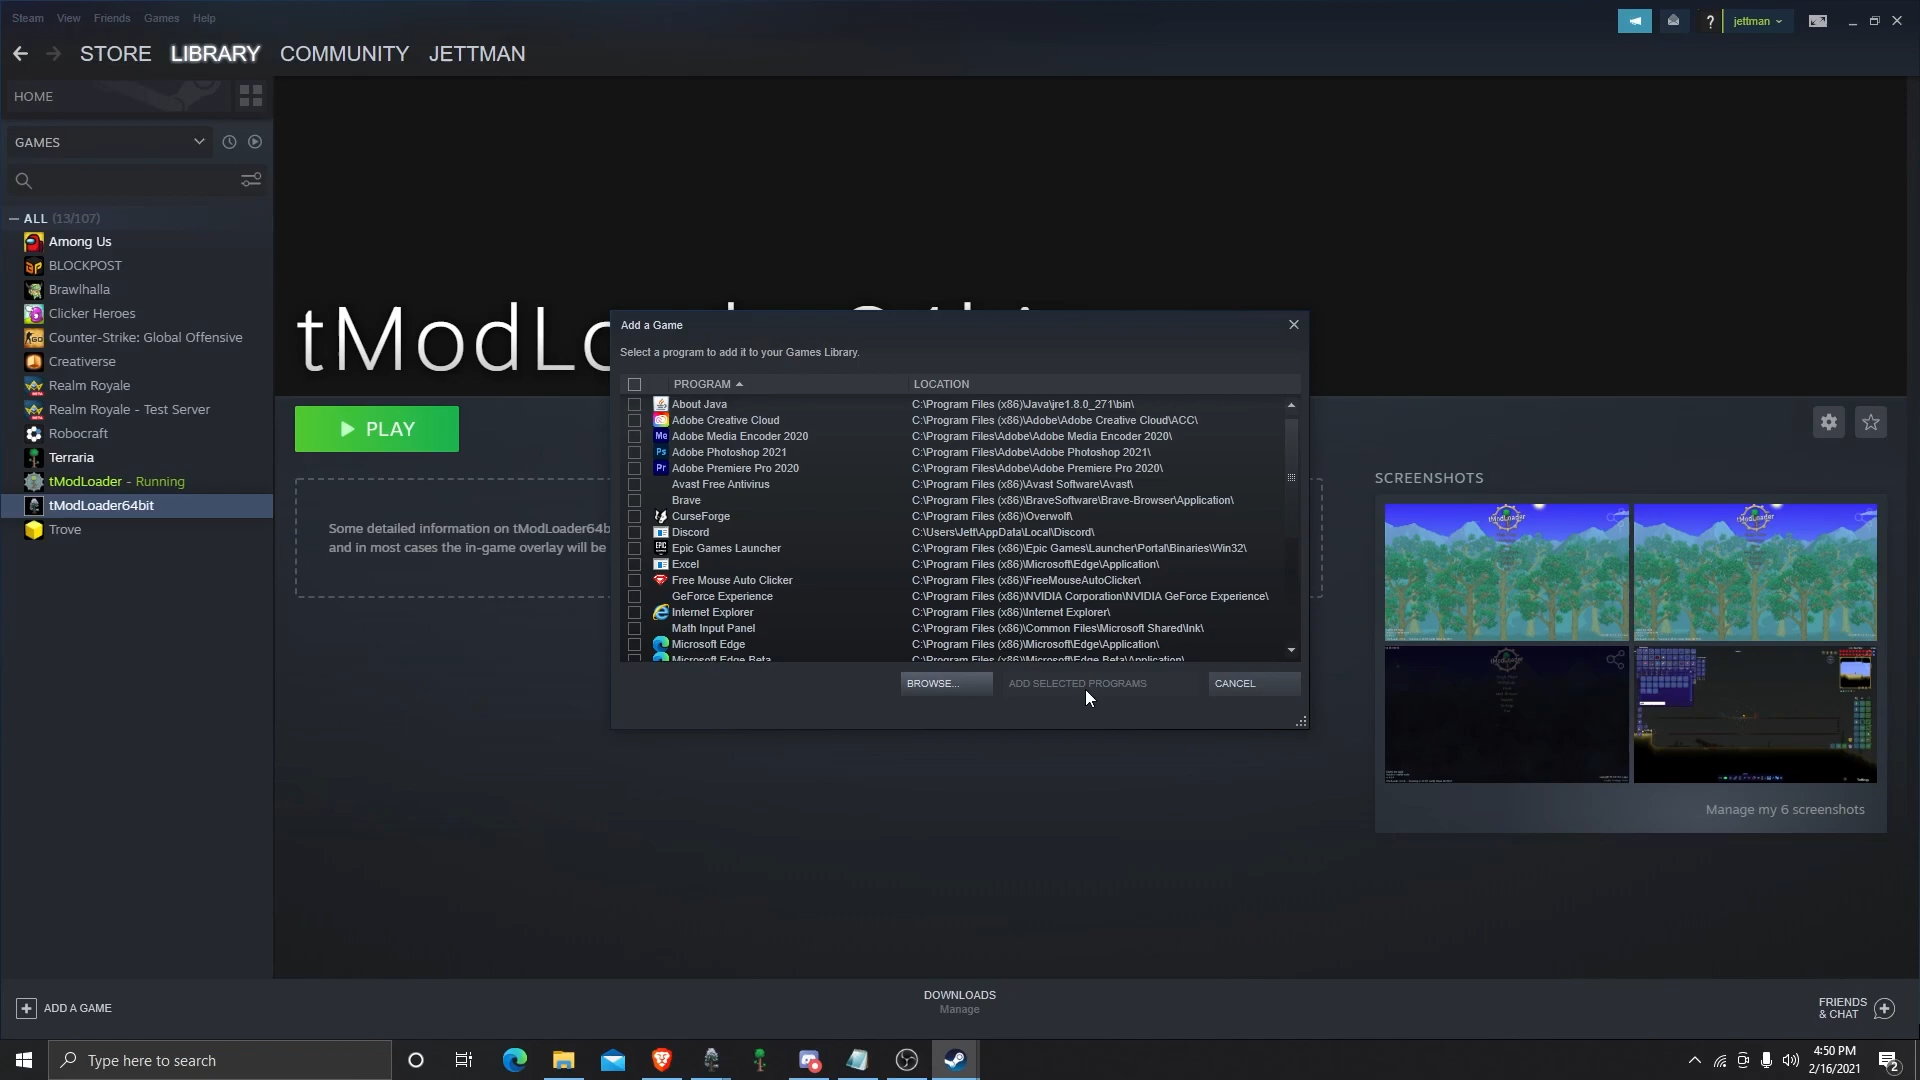 Steam View Friends Games Help
jettman
STORE LIBRARY COMMUNITY JETTMAN
HOME
GAMES
ALL (13/107)
Among Us
BLOCKPOST
Brawlhalla
Clicker Heroes
Counter-Strike: Global Offensive
Creativerse
Realm Royale
Realm Royale - Test Server
Robocraft
Terraria
tModLoader - Running
tModLoader64bit
Trove
PLAY
Some detailed information on tModLoader64b
and in most cases the in-game overlay will be
Add a Game
Select a program to add it to your Games Library.
PROGRAM LOCATION
About Java C:\Program Files (x86)\Java\jre1.8.0_271\bin\
Adobe Creative Cloud C:\Program Files (x86)\Adobe\Adobe Creative Cloud\ACC\
Adobe Media Encoder 2020 C:\Program Files\Adobe\Adobe Media Encoder 2020\
Adobe Photoshop 2021 C:\Program Files\Adobe\Adobe Photoshop 2021\
Adobe Premiere Pro 2020 C:\Program Files\Adobe\Adobe Premiere Pro 2020\
Avast Free Antivirus C:\Program Files (x86)\Avast Software\Avast\
Brave C:\Program Files (x86)\BraveSoftware\Brave-Browser\Application\
CurseForge C:\Program Files (x86)\Overwolf\
Discord C:\Users\Jett\AppData\Local\Discord\
Epic Games Launcher C:\Program Files (x86)\Epic Games\Launcher\Portal\Binaries\Win32\
Excel C:\Program Files (x86)\Microsoft\Edge\Application\
Free Mouse Auto Clicker C:\Program Files (x86)\FreeMouseAutoClicker\
GeForce Experience C:\Program Files (x86)\NVIDIA Corporation\NVIDIA GeForce Experience\
Internet Explorer C:\Program Files (x86)\Internet Explorer\
Math Input Panel C:\Program Files (x86)\Common Files\Microsoft Shared\Ink\
Microsoft Edge C:\Program Files (x86)\Microsoft\Edge\Application\
Microsoft Edge Beta C:\Program Files (x86)\Microsoft\Edge Beta\Application\
BROWSE... ADD SELECTED PROGRAMS CANCEL
SCREENSHOTS
Manage my 6 screenshots
ADD A GAME
DOWNLOADS
Manage
FRIENDS
& CHAT
Type here to search
4:50 PM
2/16/2021
2